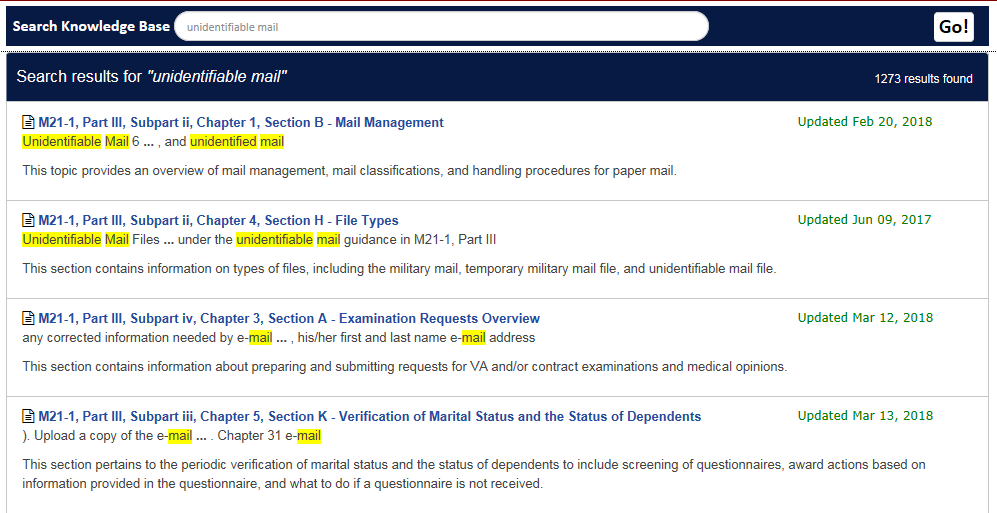 Search Knowledge Base unidentifiable mail Go!
Search results for "unidentifiable mail" 1273 results found
M21-1, Part III, Subpart ii, Chapter 1, Section B - Mail Management Updated Feb 20, 2018
Unidentifiable Mail 6 ... , and unidentified mail
This topic provides an overview of mail management, mail classifications, and handling procedures for paper mail.
M21-1, Part III, Subpart ii, Chapter 4, Section H - File Types Updated Jun 09, 2017
Unidentifiable Mail Files ... under the unidentifiable mail guidance in M21-1, Part III
This section contains information on types of files, including the military mail, temporary military mail file, and unidentifiable mail file.
M21-1, Part III, Subpart iv, Chapter 3, Section A - Examination Requests Overview Updated Mar 12, 2018
any corrected information needed by e-mail ... , his/her first and last name e-mail address
This section contains information about preparing and submitting requests for VA and/or contract examinations and medical opinions.
M21-1, Part III, Subpart iii, Chapter 5, Section K - Verification of Marital Status and the Status of Dependents Updated Mar 13, 2018
). Upload a copy of the e-mail ... . Chapter 31 e-mail
This section pertains to the periodic verification of marital status and the status of dependents to include screening of questionnaires, award actions based on
information provided in the questionnaire, and what to do if a questionnaire is not received.